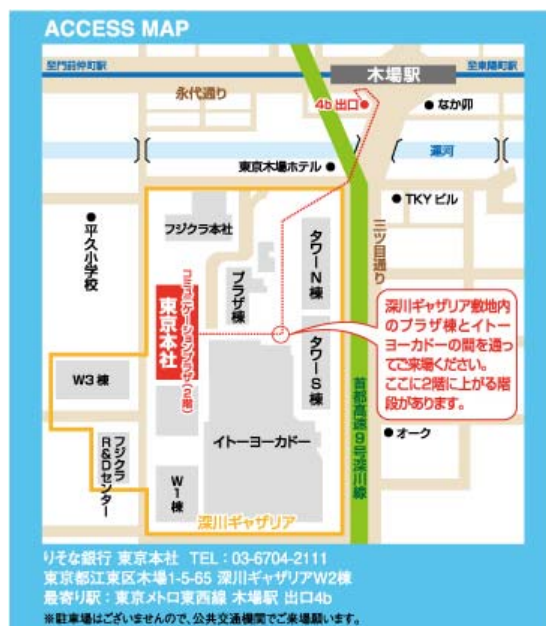 ACCESS MAP
至門前仲町駅
木場駅
至東陽町駅
永代通り
4b 出口
なか卯
運河
東京木場ホテル
TKY ビル
フジクラ本社
平久小学校
タワーN棟
三ツ目通り
プラザ棟
コミュニケーションプラザ(2階)
東京本社
深川ギャザリア敷地内
のプラザ棟とイトー
ヨーカドーの間を通っ
てご来場ください。
ここに2階に上がる階
段があります。
タワーS棟
W3 棟
首都高速9号深川線
イトーヨーカドー
オーク
フジクラ
R&Dセンター
W1棟
深川ギャザリア
りそな銀行 東京本社 TEL：03-6704-2111
東京都江東区木場1-5-65 深川ギャザリアW2棟
最寄り駅：東京メトロ東西線 木場駅 出口4b
※駐車場はございませんので、公共交通機関でご来場願います。